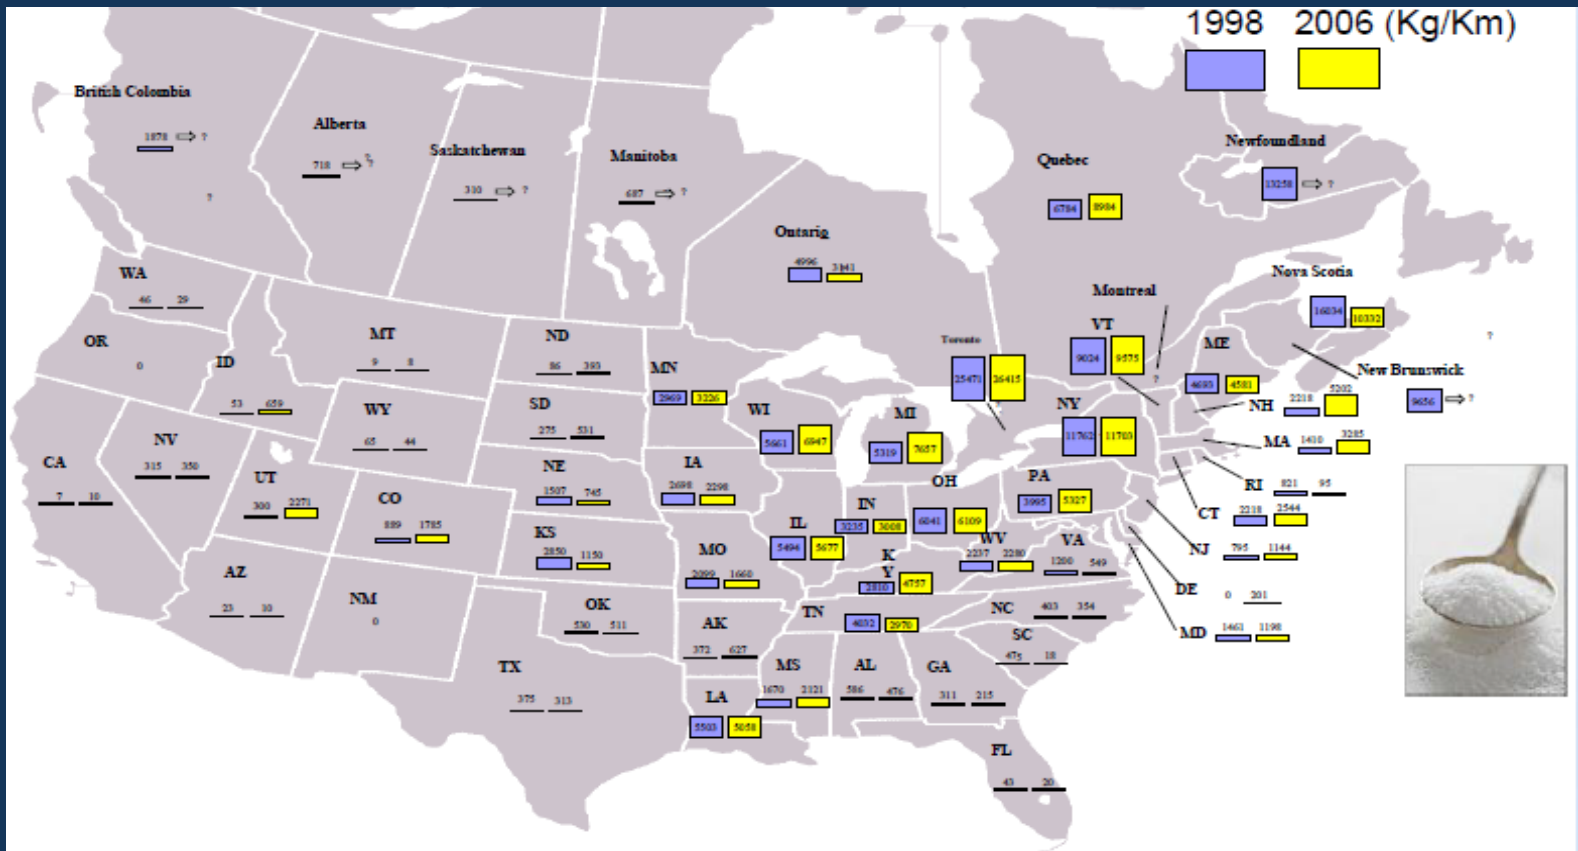 1998 2006 (Kg/Km)
British Colombia
1878 ⇨ ?
?
Alberta
718 ⇨ ?
?
Saskatchewan
310 ⇨ ?
Manitoba
687 ⇨ ?
Ontario
4996 3141
Quebec
6784 8984
Newfoundland
13258 ⇨ ?
Nova Scotia
16034 10332
?
New Brunswick
9656 ⇨ ?
Montreal
?
Toronto
25471 26415
VT
9024 9575
ME
4693 4581
NH
2218 5202
MA
1410 3285
RI
821 95
CT
2218 2544
NJ
795 1144
DE
0 201
MD
1461 1198
NY
11762 11703
PA
3995 5327
WA
46 29
OR
0
ID
53 659
MT
9 8
ND
86 393
MN
2969 3226
WI
5661 6947
MI
5319 7657
SD
275 531
WY
65 44
NV
315 350
CA
7 10
UT
300 2271
CO
889 1785
NE
1507 745
IA
2698 2298
IL
5494 5677
IN
3235 3008
OH
6041 6109
WV
2237 2280
VA
1200 549
KS
2850 1150
MO
2099 1660
K
Y
2810 4757
AZ
23 10
NM
0
OK
530 511
AK
372 627
TN
4032 2970
NC
403 354
SC
475 18
TX
375 313
LA
5503 5058
MS
1670 2121
AL
586 476
GA
311 215
FL
43 20